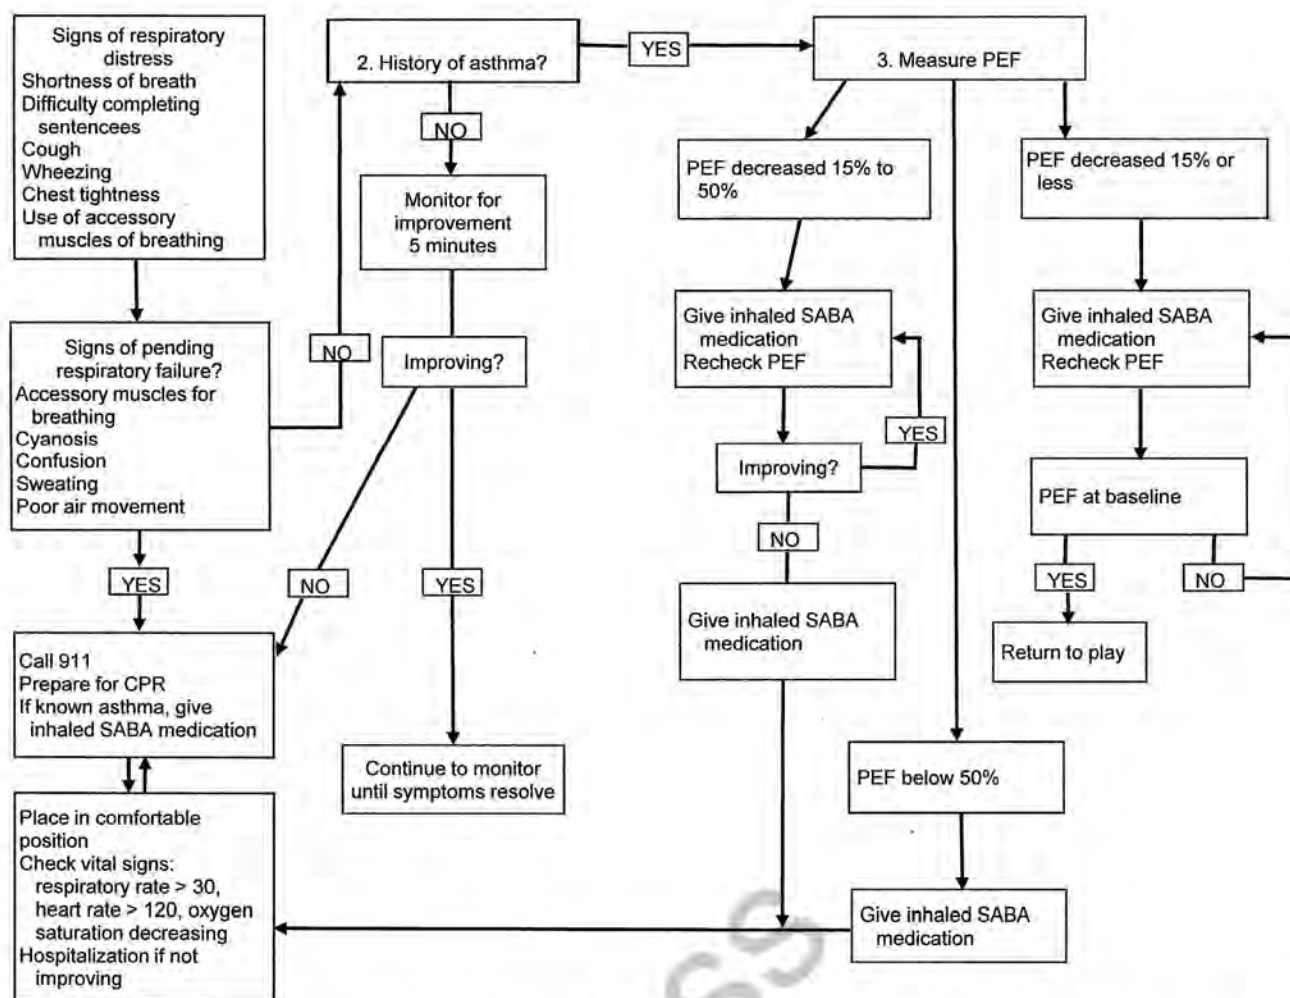 Signs of respiratory
distress
Shortness of breath
Difficulty completing
sentencees
Cough
Wheezing
Chest tightness
Use of accessory
muscles of breathing
Signs of pending
respiratory failure?
Accessory muscles for
breathing
Cyanosis
Confusion
Sweating
Poor air movement
YES
NO
Call 911
Prepare for CPR
If known asthma, give
inhaled SABA medication
Place in comfortable
position
Check vital signs:
respiratory rate > 30,
heart rate > 120, oxygen
saturation decreasing
Hospitalization if not
improving
2. History of asthma?
YES
NO
Monitor for
improvement
5 minutes
Improving?
NO
YES
Continue to monitor
until symptoms resolve
3. Measure PEF
PEF decreased 15% to
50%
Give inhaled SABA
medication
Recheck PEF
YES
Improving?
NO
Give inhaled SABA
medication
PEF below 50%
Give inhaled SABA
medication
PEF decreased 15% or
less
Give inhaled SABA
medication
Recheck PEF
PEF at baseline
YES
NO
Return to play